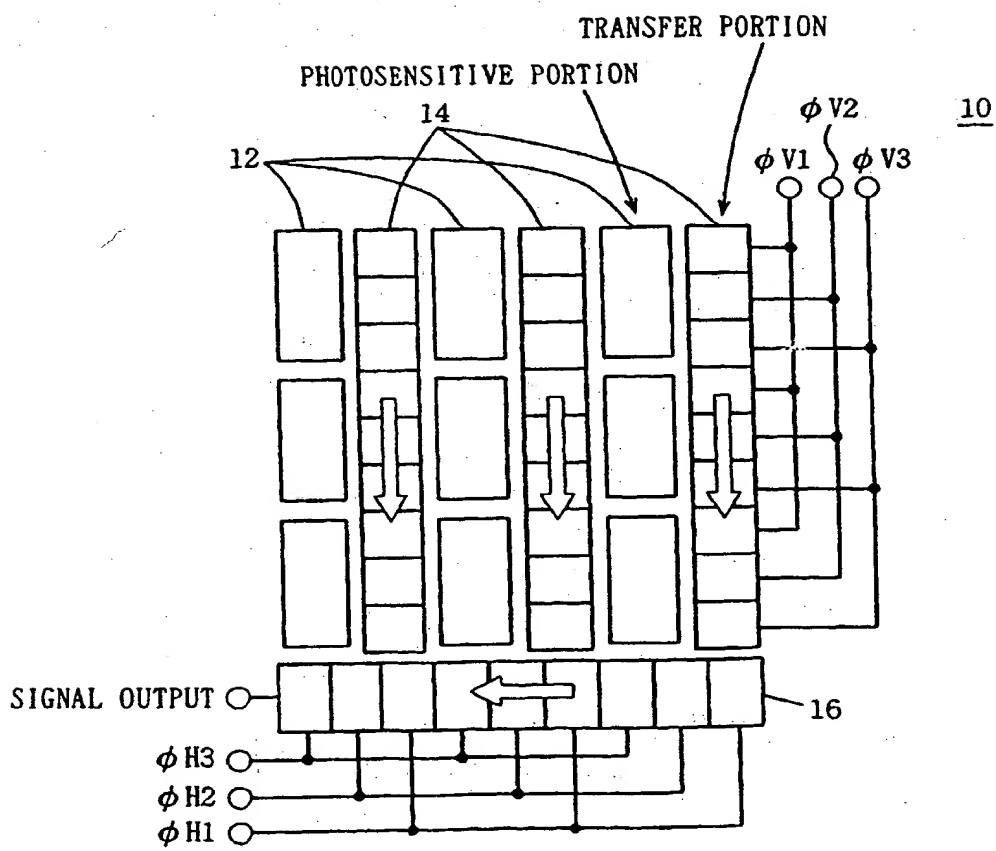 TRANSFER PORTION
PHOTOSENSITIVE PORTION
10
14
φV2
12
φV1
φV3
SIGNAL OUTPUT
16
φH3
φH2
φH1